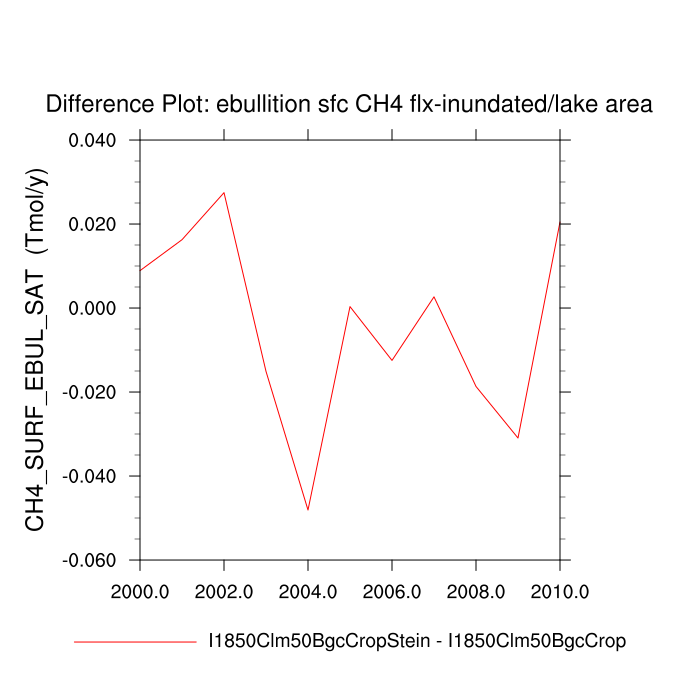 Difference Plot: ebullition sfc CH4 flx-inundated/lake area
CH4_SURF_EBUL_SAT (Tmol/y)
0.040
0.020
0.000
-0.020
-0.040
-0.060
2000.0 2002.0 2004.0 2006.0 2008.0 2010.0
I1850Clm50BgcCropStein - I1850Clm50BgcCrop